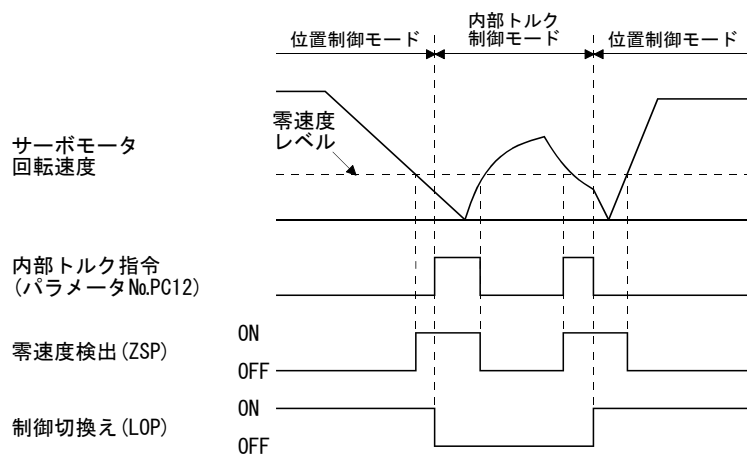 位置制御モード
内部トルク
制御モード
位置制御モード
零速度
レベル
サーボモータ
回転速度
内部トルク指令
(パラメータNo.PC12)
零速度検出(ZSP)
ON
OFF
制御切換え(LOP)
ON
OFF